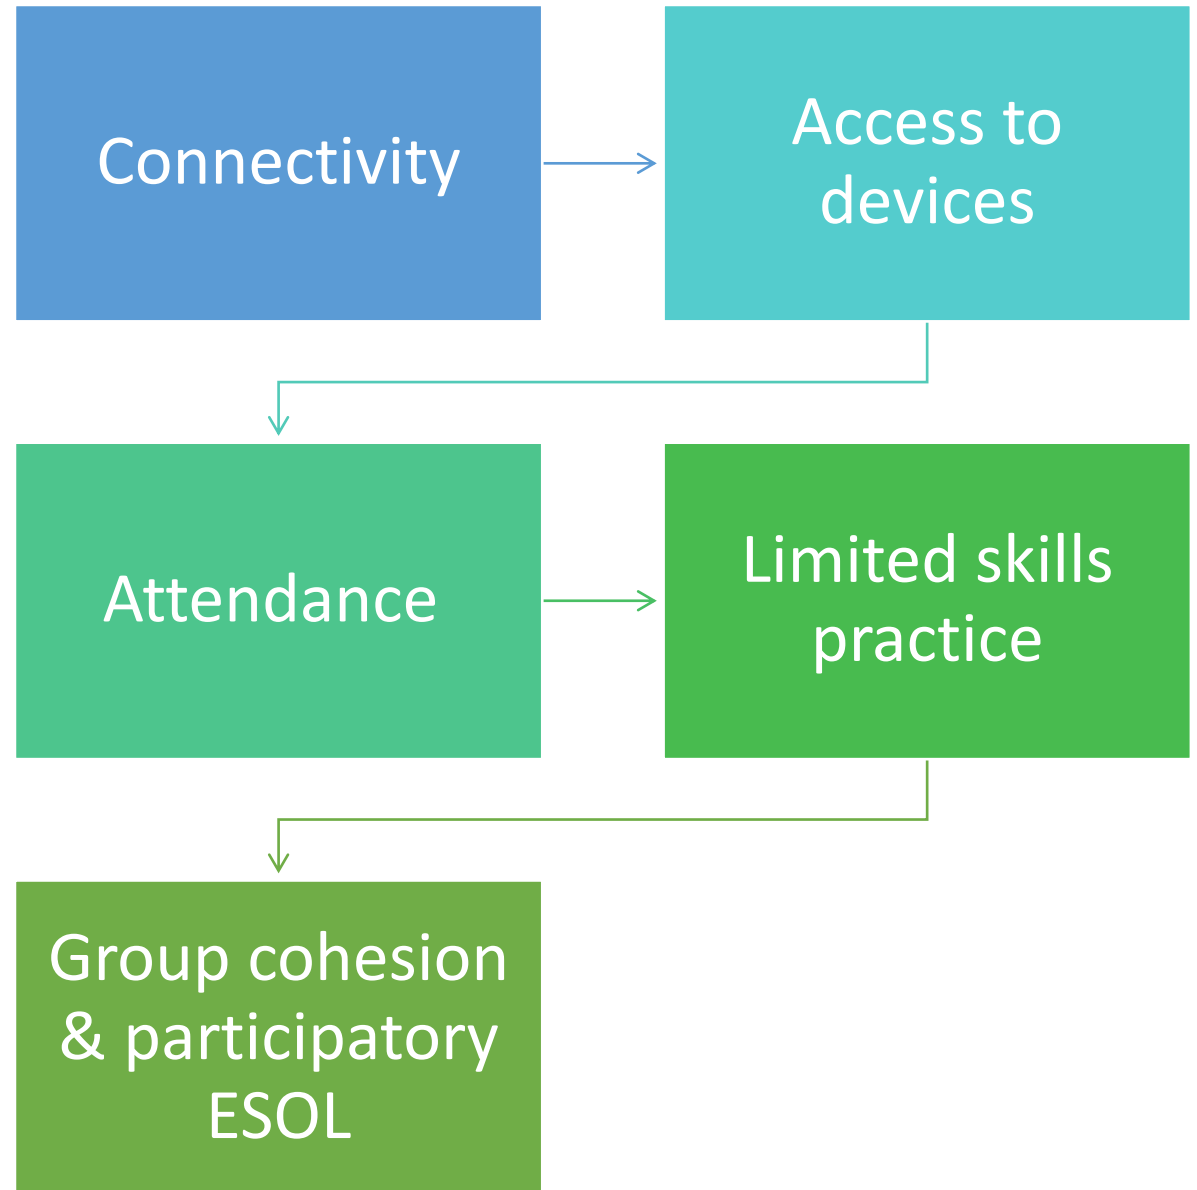 Connectivity
Access to
devices
Attendance
Limited skills
practice
Group cohesion
& participatory
ESOL